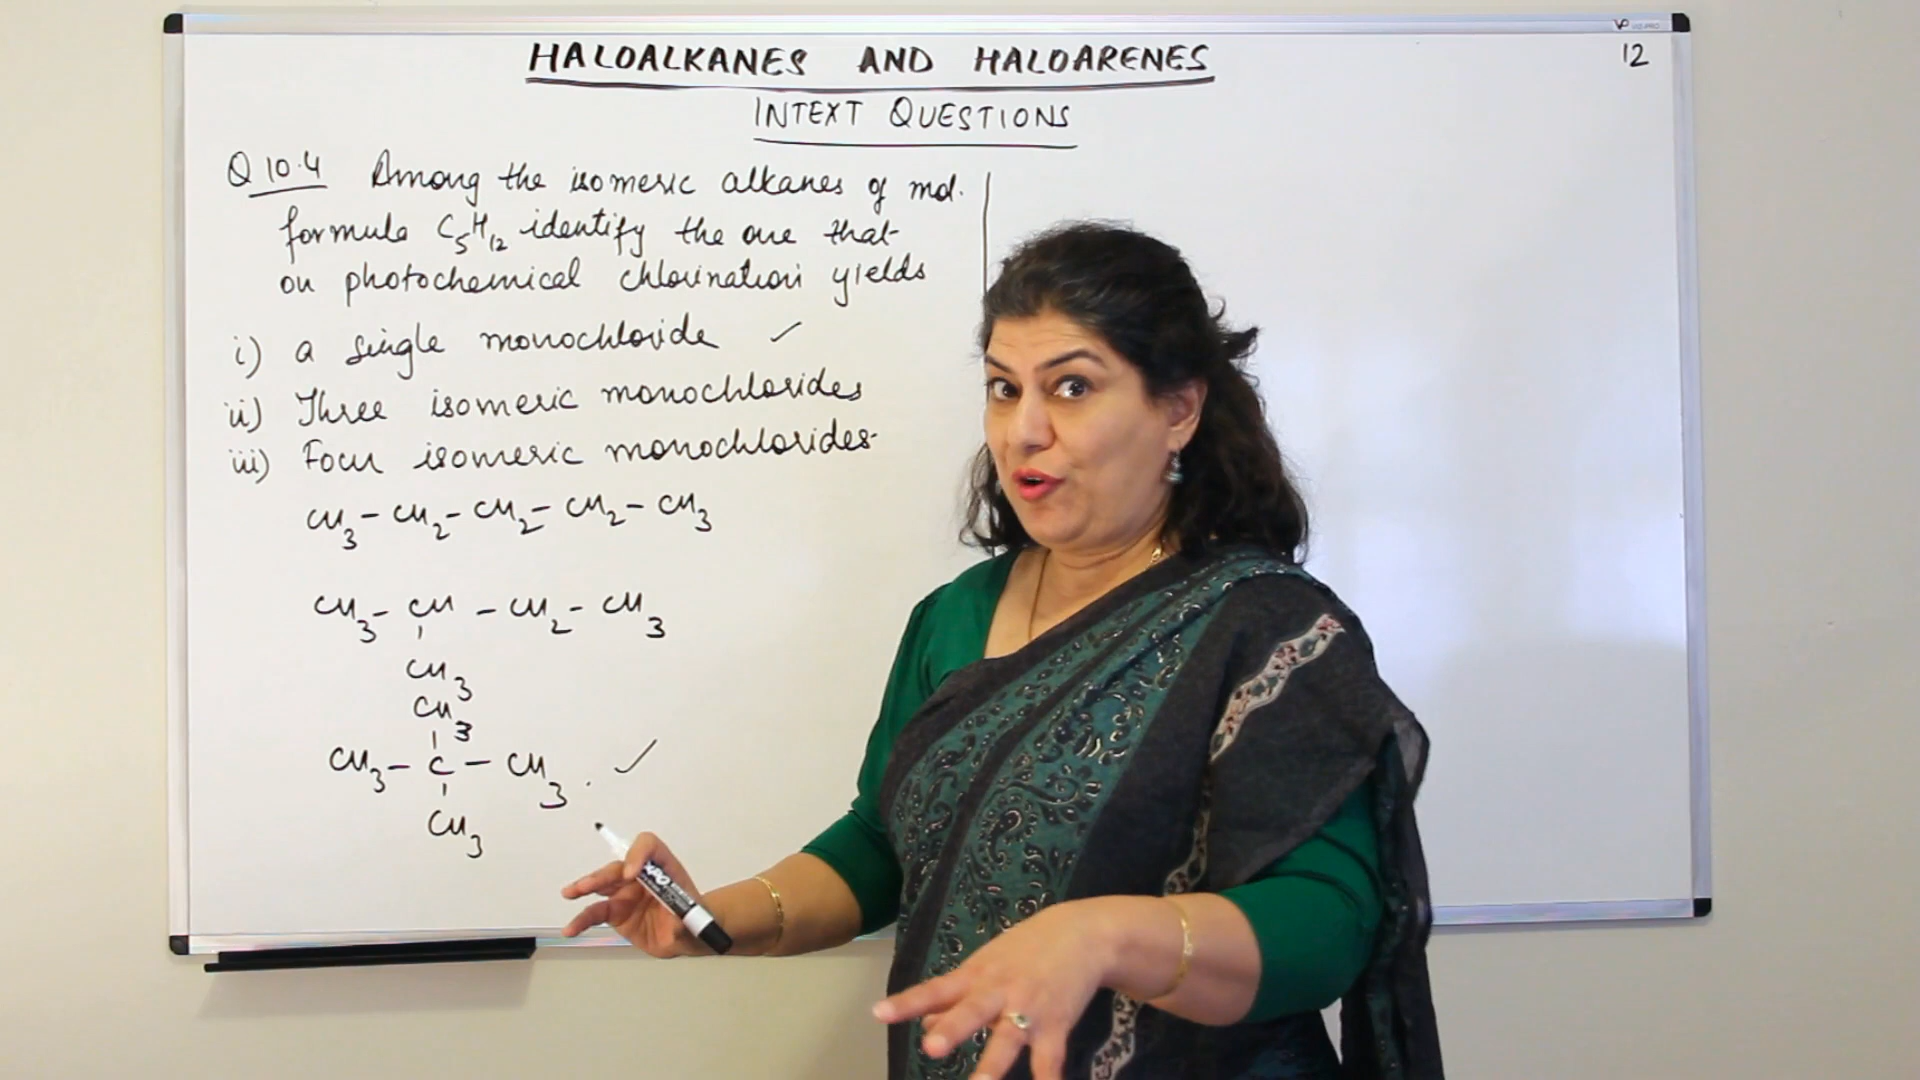 HALOALKANES AND HALOARENES
12
INTEXT QUESTIONS
Q 10.4 Among the isomeric alkanes of mol.
formula C5H12 identify the one that
on photochemical chlorination yields
i) a single monochloride ✓
ii) Three isomeric monochlorides
iii) Four isomeric monochlorides.
CH3 - CH2 - CH2 - CH2 - CH3
CH3 - CH - CH2 - CH3
CH3
CH3
CH3 - C - CH3 . ✓
CH3
EXPO